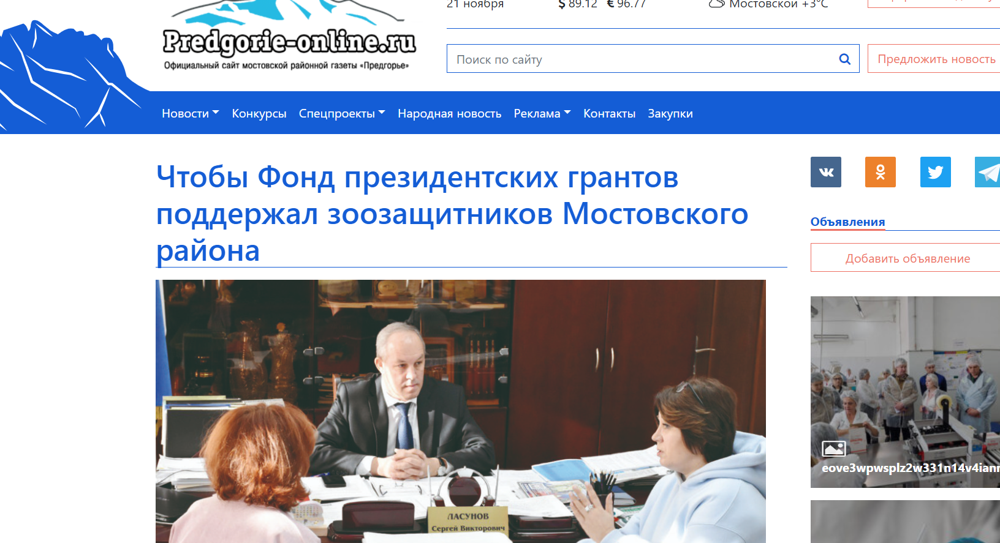 21 ноября
$ 89.12 € 96.77
Мостовской +3°C
Predgorie-online.ru
Официальный сайт мостовской районной газеты «Предгорье»
Поиск по сайту
Предложить новость
Новости Конкурсы Спецпроекты Народная новость Реклама Контакты Закупки
Чтобы Фонд президентских грантов
поддержал зоозащитников Мостовского
района
Объявления
Добавить объявление
ЛАСУНОВ
Сергей Викторович